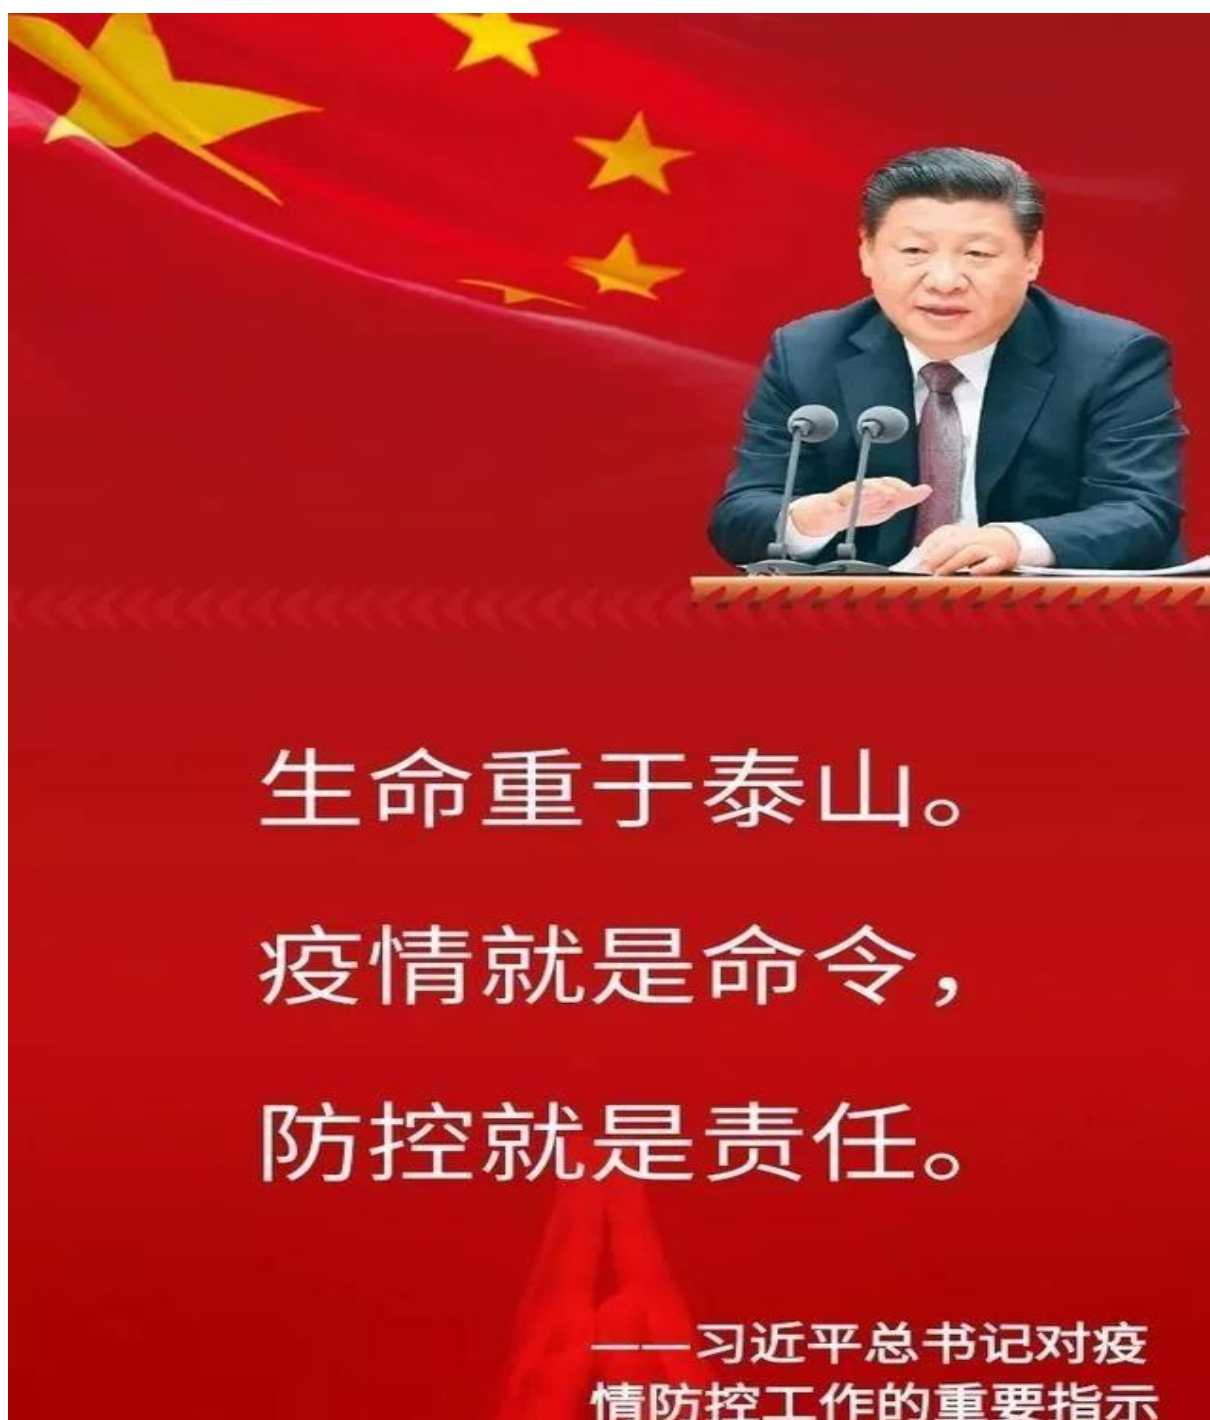 生命重于泰山。
疫情就是命令，
防控就是责任。
——习近平总书记对疫
情防控工作的重要指示